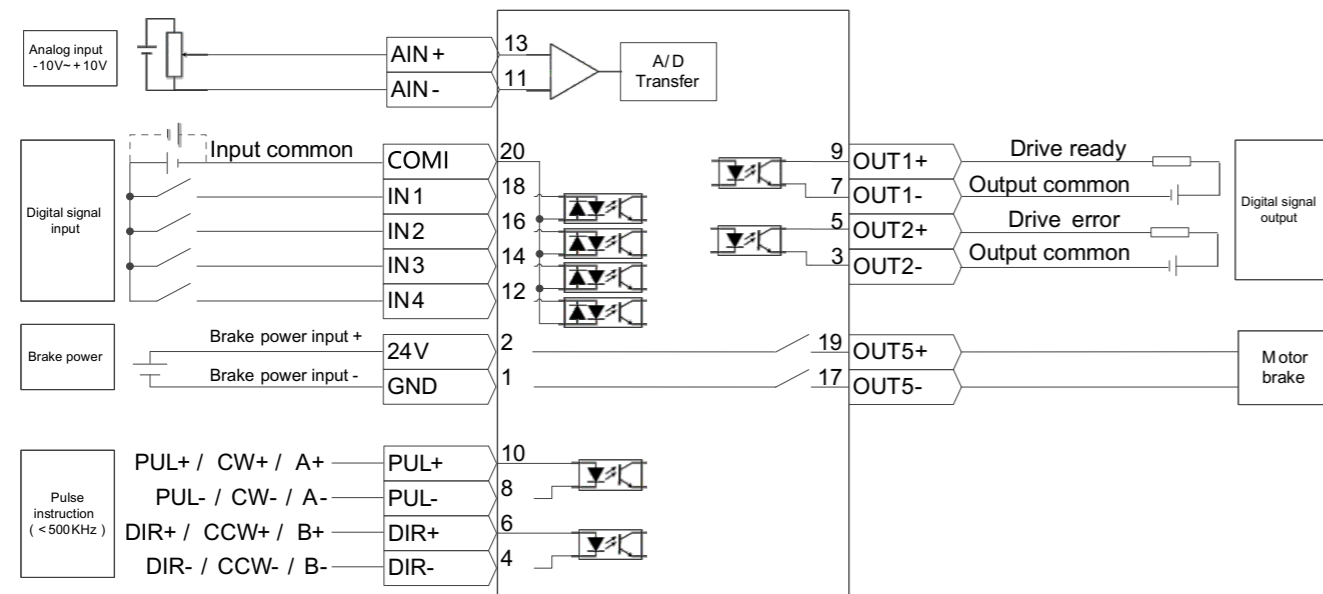 Analog input
-10V~+10V
AIN+
13
AIN-
11
A/D
Transfer
Digital signal
input
Input common
COMI
20
IN1
18
IN2
16
IN3
14
IN4
12
9
OUT1+
Drive ready
7
OUT1-
Output common
5
OUT2+
Drive error
3
OUT2-
Output common
Digital signal
output
Brake power
Brake power input +
24V
2
Brake power input -
GND
1
19
OUT5+
17
OUT5-
Motor
brake
Pulse
instruction
( <500KHz )
PUL+ / CW+ / A+
PUL+
10
PUL- / CW- / A-
PUL-
8
DIR+ / CCW+ / B+
DIR+
6
DIR- / CCW- / B-
DIR-
4